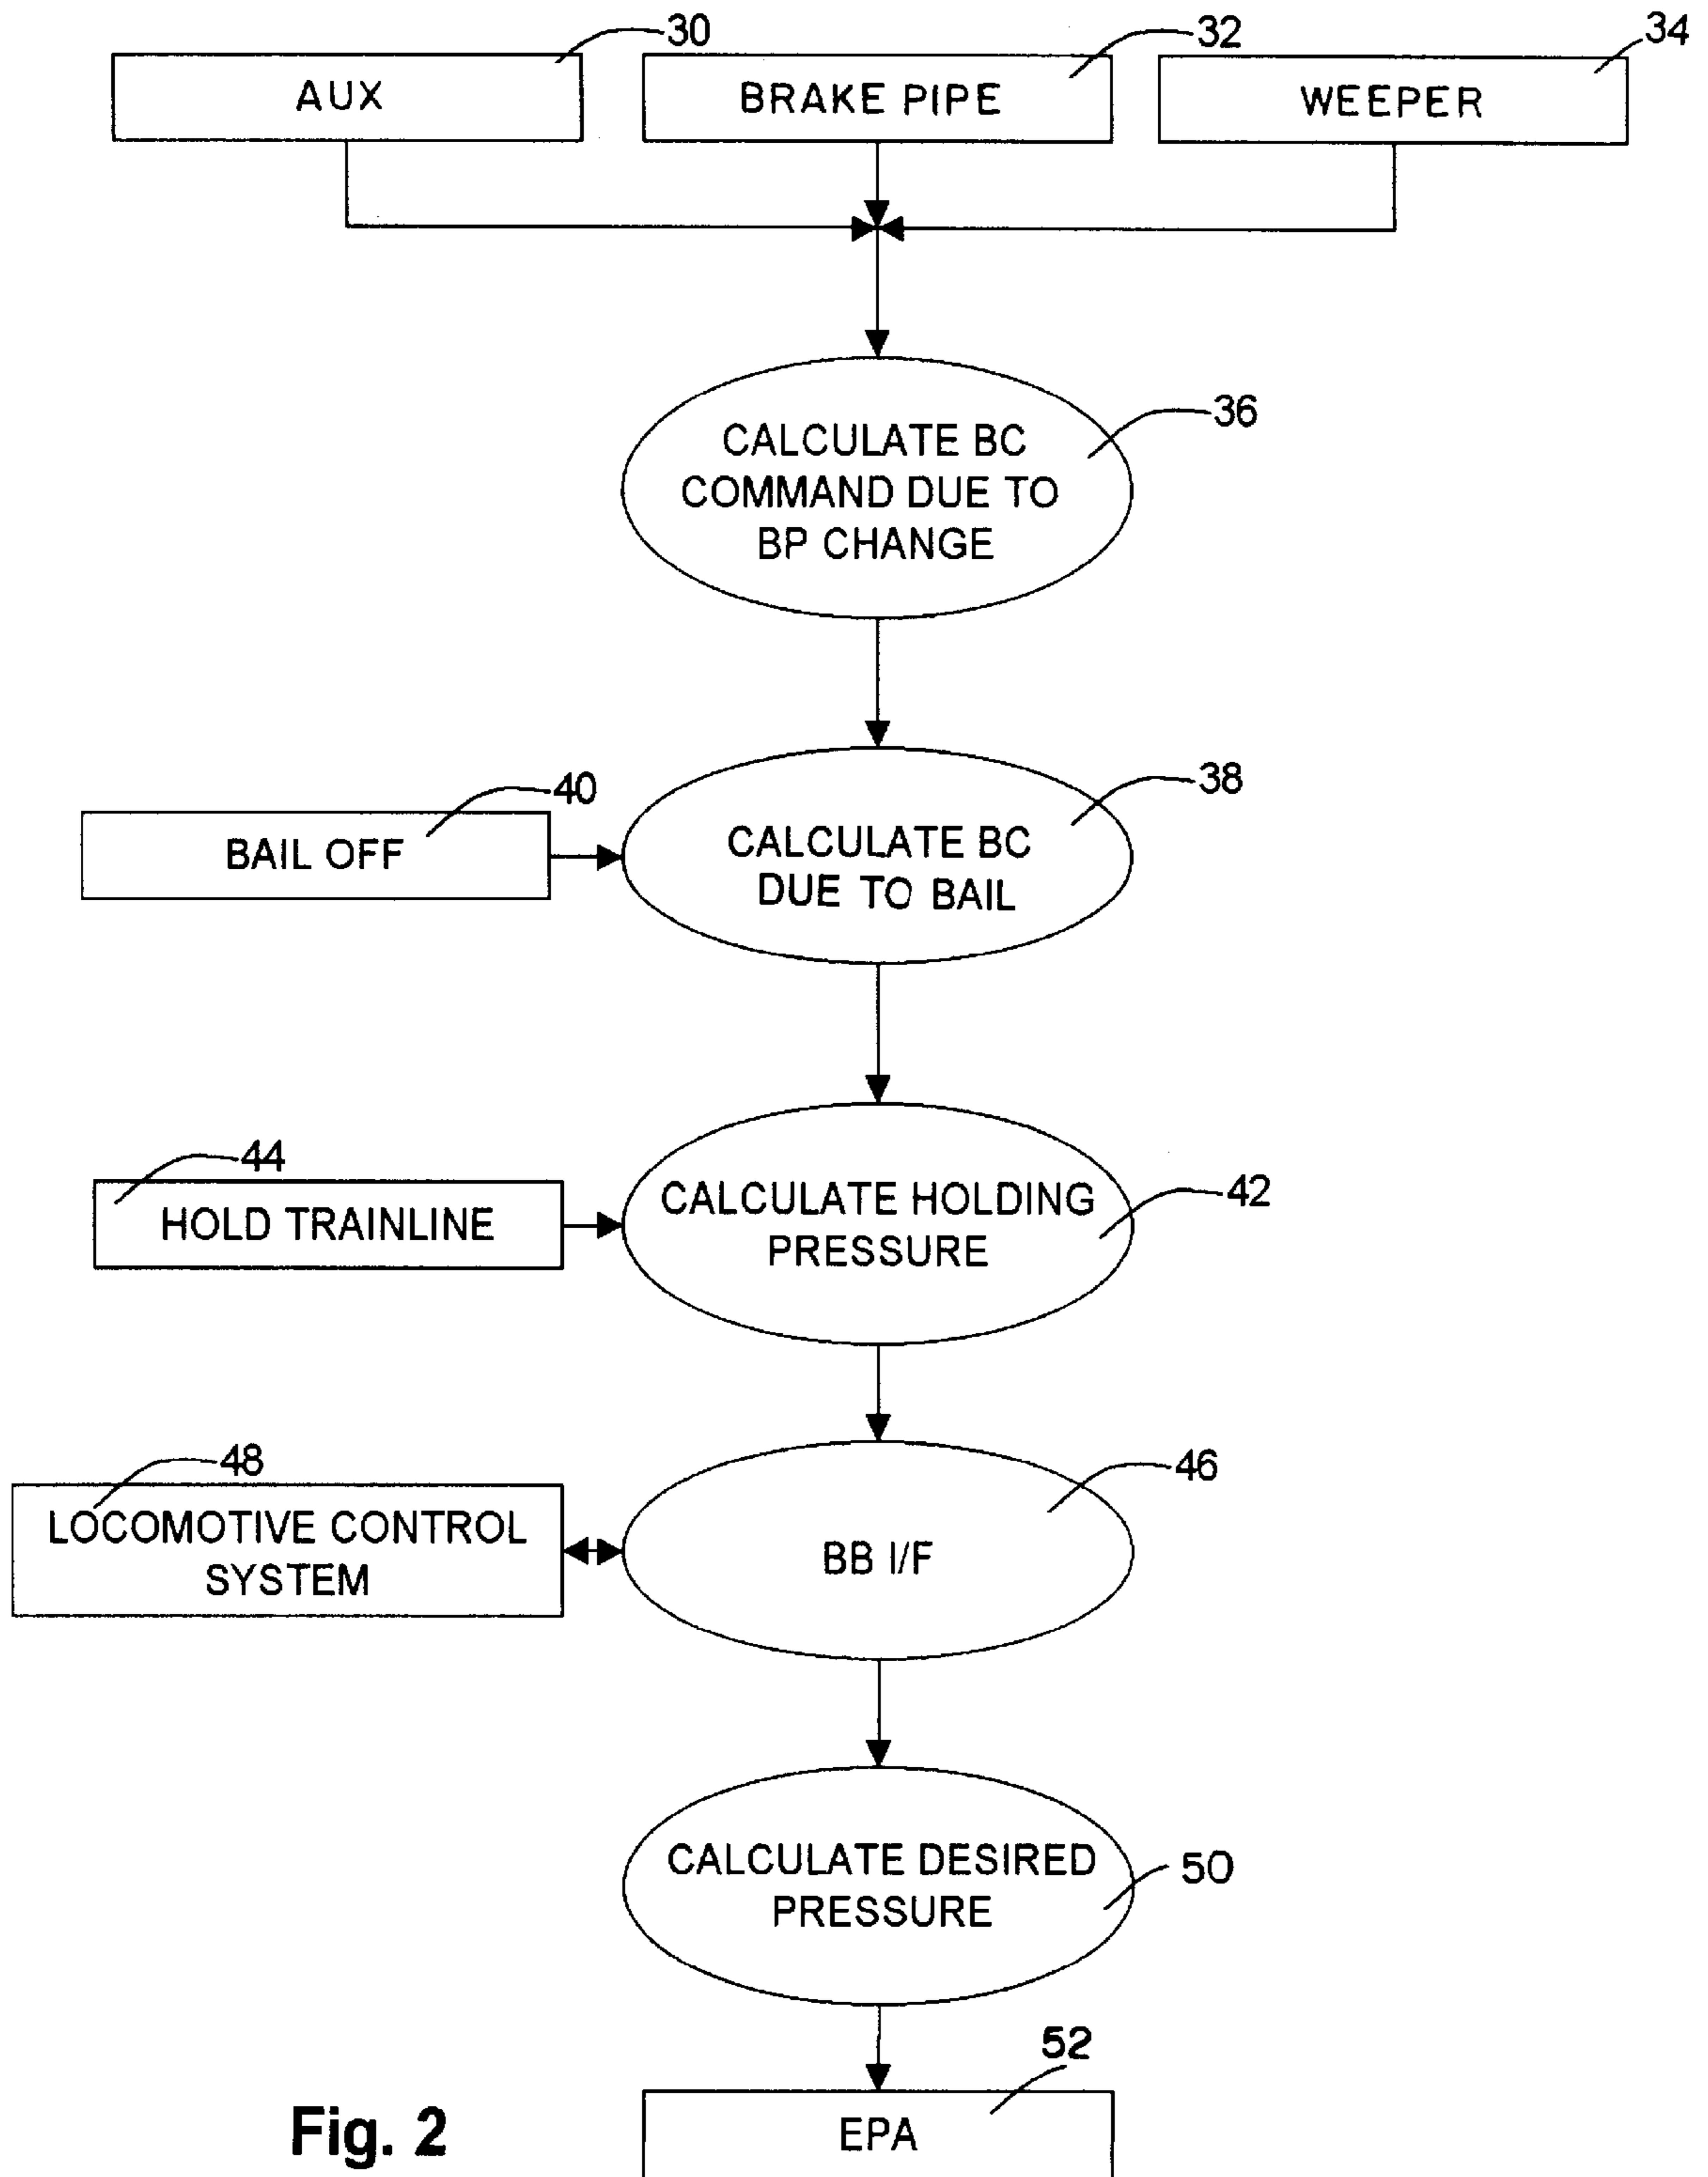 30
32
34
AUX
BRAKE PIPE
WEEPER
36
CALCULATE BC
COMMAND DUE TO
BP CHANGE
38
40
BAIL OFF
CALCULATE BC
DUE TO BAIL
44
HOLD TRAINLINE
42
CALCULATE HOLDING
PRESSURE
48
46
LOCOMOTIVE CONTROL
SYSTEM
BB I/F
50
CALCULATE DESIRED
PRESSURE
52
EPA
Fig. 2